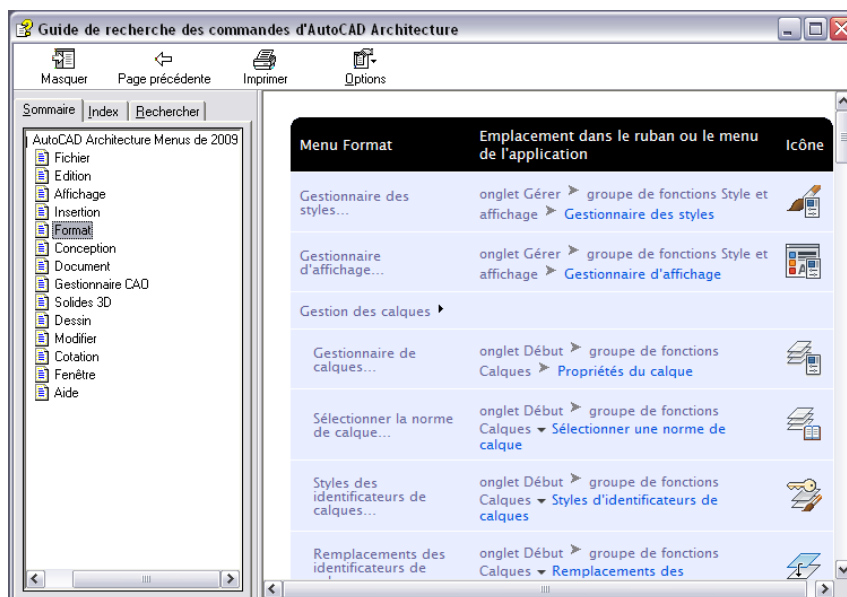 Guide de recherche des commandes d'AutoCAD Architecture
Masquer Page précédente Imprimer Options
Sommaire Index Rechercher
AutoCAD Architecture Menus de 2009
Fichier
Edition
Affichage
Insertion
Format
Conception
Document
Gestionnaire CAO
Solides 3D
Dessin
Modifier
Cotation
Fenêtre
Aide
Menu Format
Emplacement dans le ruban ou le menu
de l'application
Icône
Gestionnaire des
styles...
onglet Gérer ➤ groupe de fonctions Style et
affichage ➤ Gestionnaire des styles
Gestionnaire
d'affichage...
onglet Gérer ➤ groupe de fonctions Style et
affichage ➤ Gestionnaire d'affichage
Gestion des calques
Gestionnaire de
calques...
onglet Début ➤ groupe de fonctions
Calques ➤ Propriétés du calque
Sélectionner la norme
de calque...
onglet Début ➤ groupe de fonctions
Calques Sélectionner une norme de
calque
Styles des
identificateurs de
calques...
onglet Début ➤ groupe de fonctions
Calques Styles d'identificateurs de
calques
Remplacements des
identificateurs de
onglet Début ➤ groupe de fonctions
Calques Remplacements des